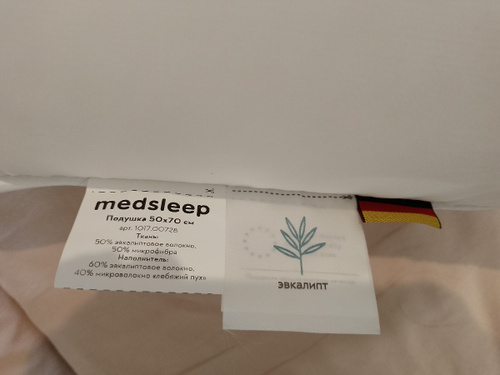 medsleep
Подушка 50х70 см
арт. 1017.00728
Ткань:
50% эвкалиптовое волокно,
50% микрофибра
Наполнитель:
60% эвкалиптовое волокно,
40% микроволокно «лебяжий пух»
эвкалипт